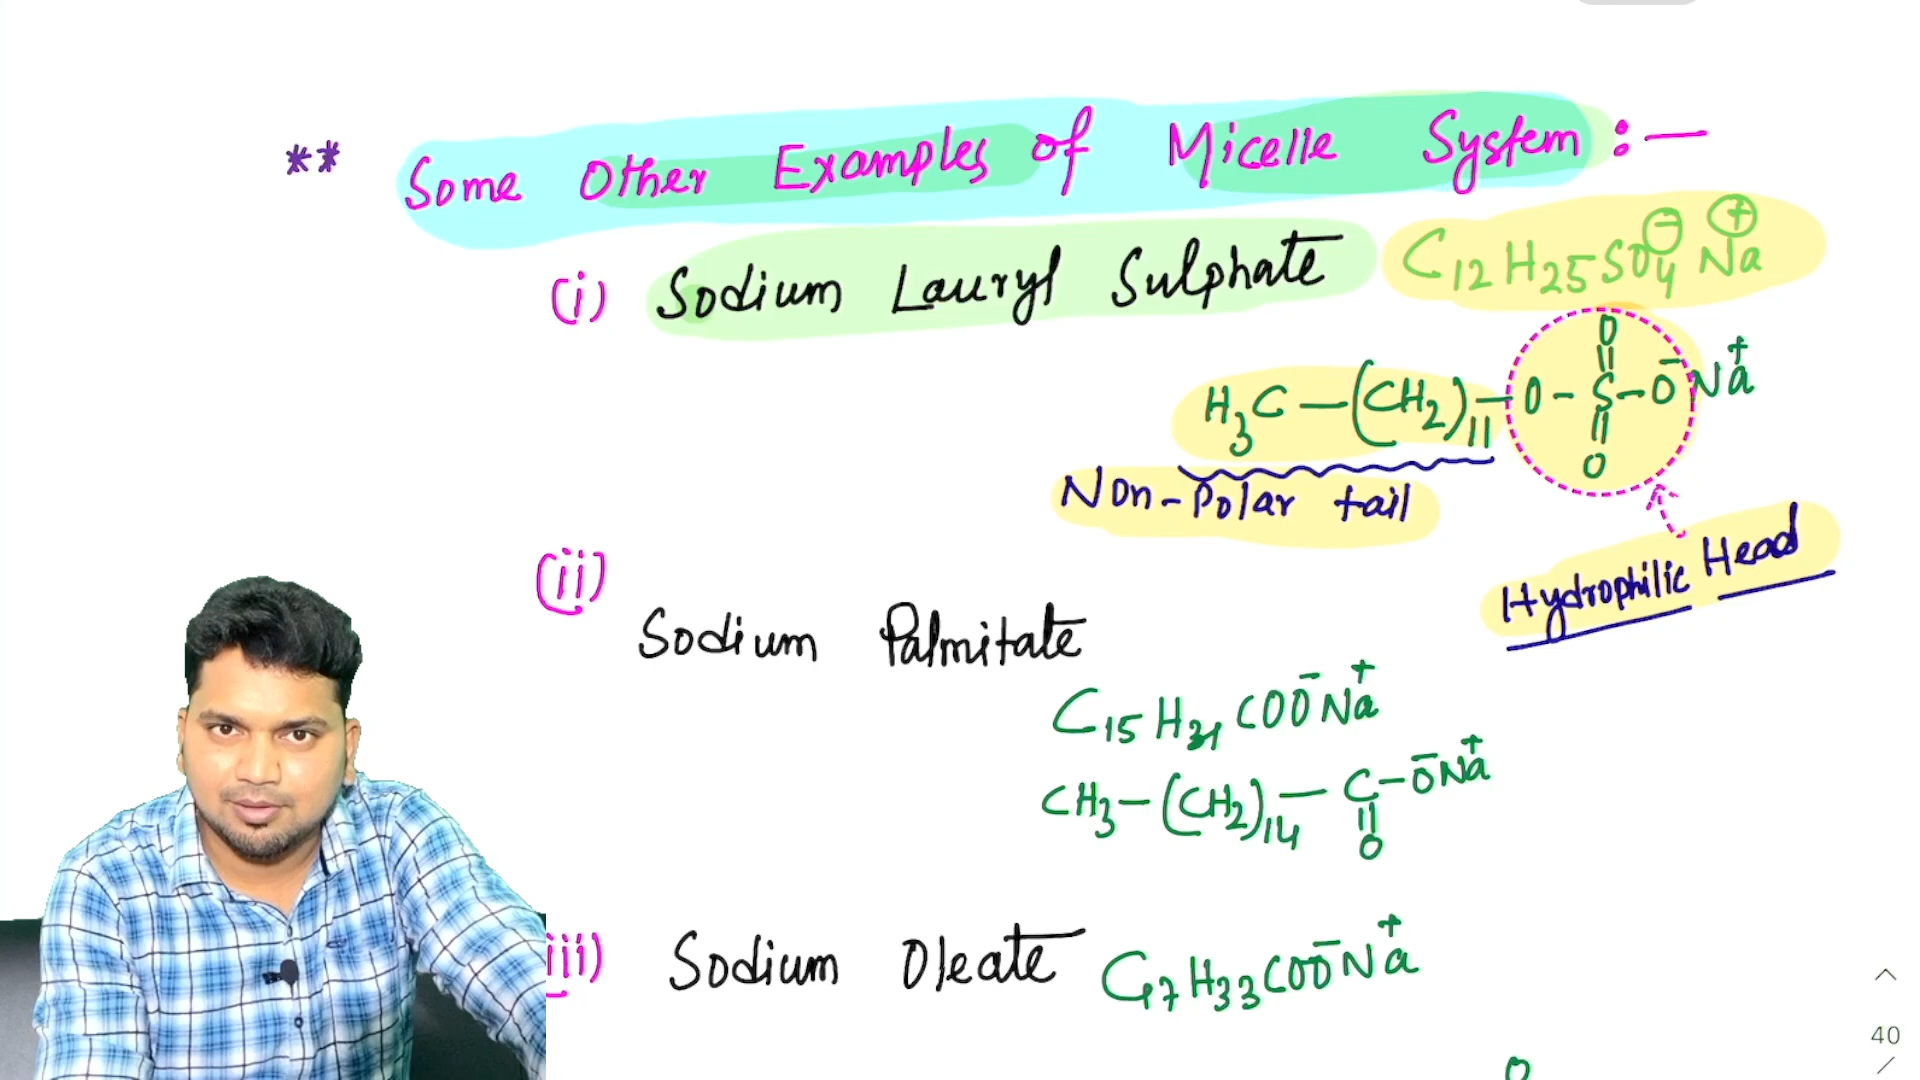 ** Some Other Examples of Micelle System :-
(i) Sodium Lauryl Sulphate C12H25SO4⊖ Na⊕
H3C—(CH2)11—O-S(=O)(=O)-O⁻ Na⁺
Non-Polar tail
Hydrophilic Head
(ii)
Sodium Palmitate
C15H31COO⁻Na⁺
CH3—(CH2)14—C(=O)—O⁻Na⁺
(iii) Sodium Oleate C17H33COO⁻Na⁺
O
40